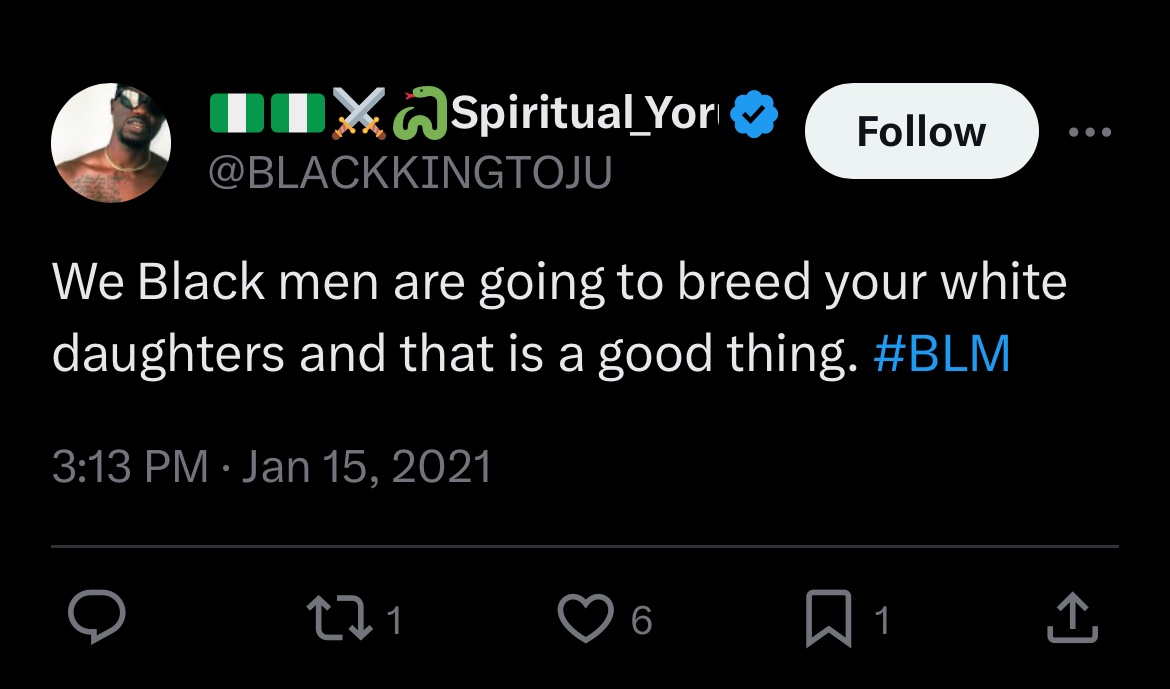 Spiritual_Yor
Follow
@BLACKKINGTOJU
We Black men are going to breed your white
daughters and that is a good thing. #BLM
3:13 PM · Jan 15, 2021
1
6
1